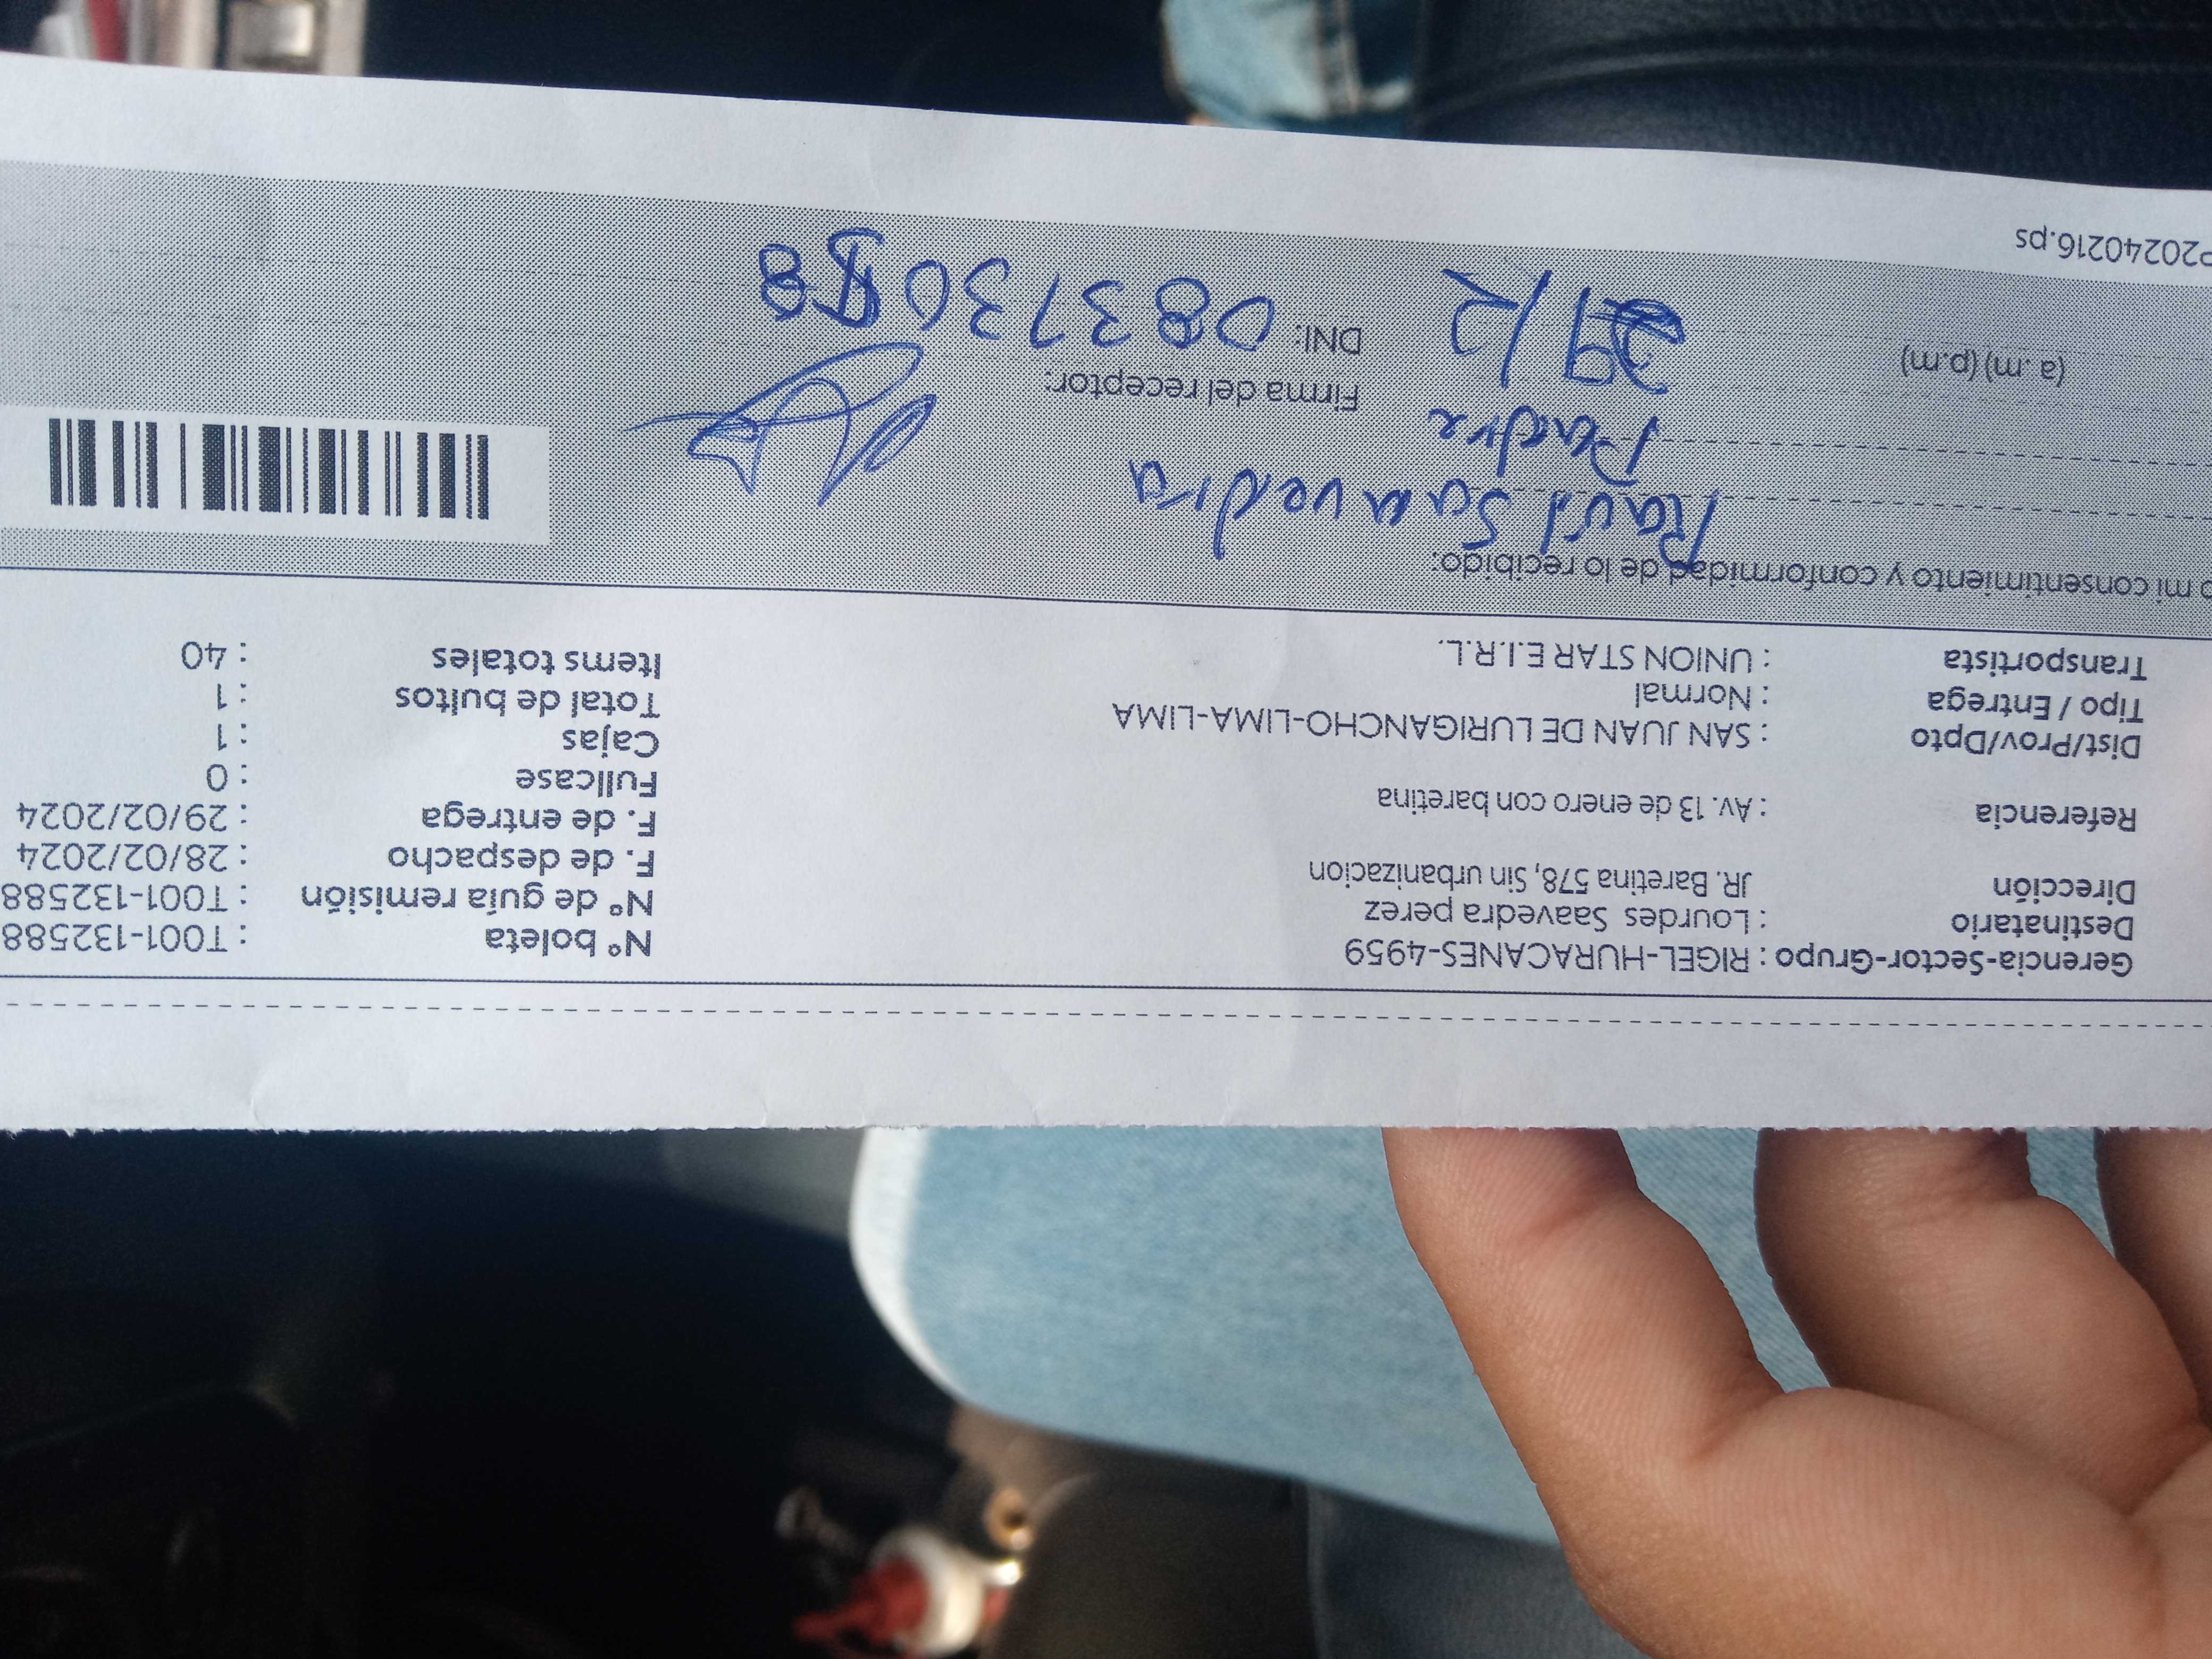 Gerencia-Sector-Grupo : RIGEL-HURACANES-4959
Destinatario : Lourdes Saavedra perez
Dirección JR. Baretina 578, Sin urbanizacion
Referencia : Av. 13 de enero con baretina
Dist/Prov/Dpto : SAN JUAN DE LURIGANCHO-LIMA-LIMA
Tipo / Entrega : Normal
Transportista : UNION STAR E.I.R.L.
N° boleta : T001-132588
N° de guía remisión : T001-132588
F. de despacho : 28/02/2024
F. de entrega : 29/02/2024
Fullcase : 0
Cajas : 1
Total de bultos : 1
Items totales : 40
mi consentimiento y conformidad de lo recibido:
Raul Saavedra
Padre
Firma del receptor:
(a .m) (p.m) 29/2 DNI:
P20240216.ps